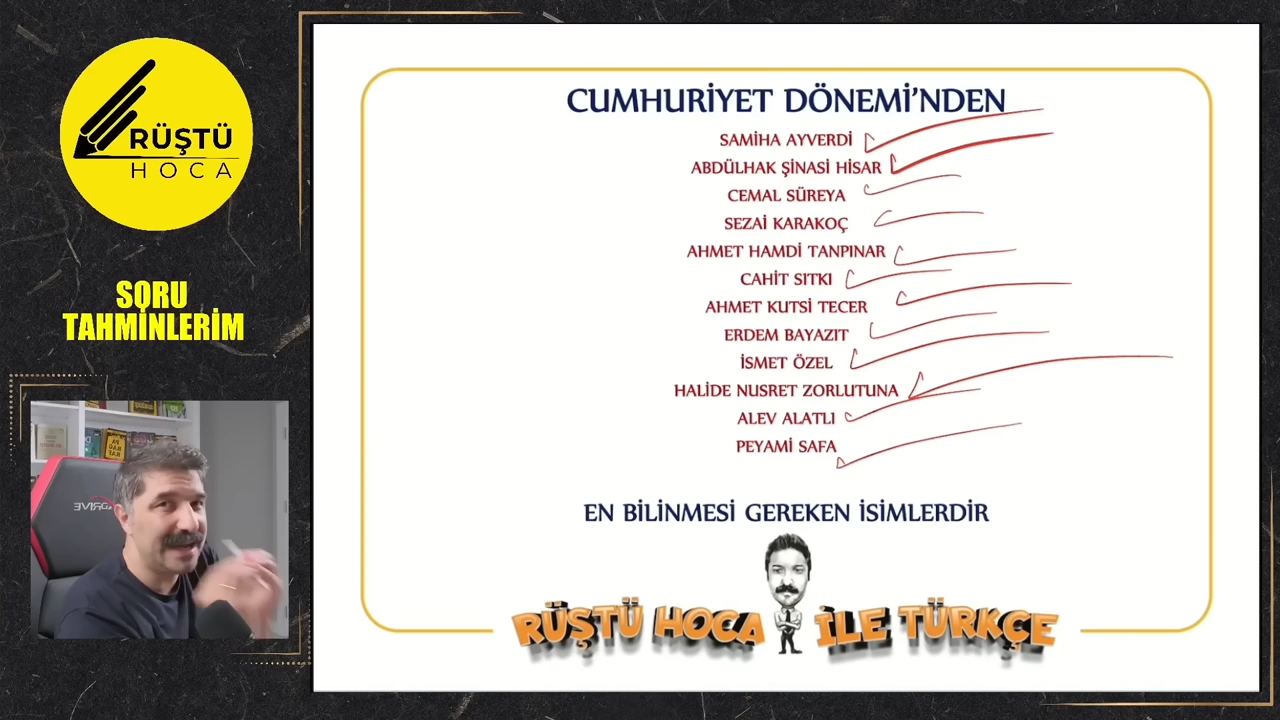 RÜŞTÜ
HOCA
SORU
TAHMİNLERİM
CUMHURİYET DÖNEMİ'NDEN
SAMİHA AYVERDİ
ABDÜLHAK ŞİNASİ HİSAR
CEMAL SÜREYA
SEZAİ KARAKOÇ
AHMET HAMDİ TANPINAR
CAHİT SITKI
AHMET KUTSİ TECER
ERDEM BAYAZIT
İSMET ÖZEL
HALİDE NUSRET ZORLUTUNA
ALEV ALATLI
PEYAMİ SAFA
EN BİLİNMESİ GEREKEN İSİMLERDİR
RÜŞTÜ HOCA İLE TÜRKÇE